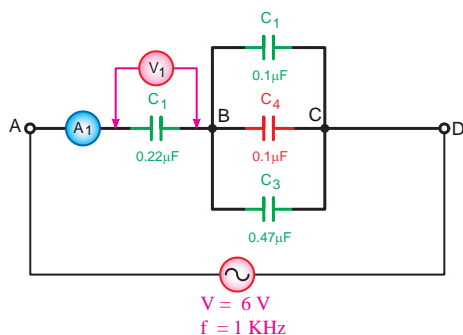 C1
0.1µF
V1
C1
0.22µF
A
A1
B
C4
0.1µF
C
D
C3
0.47µF
V = 6 V
f = 1 KHz